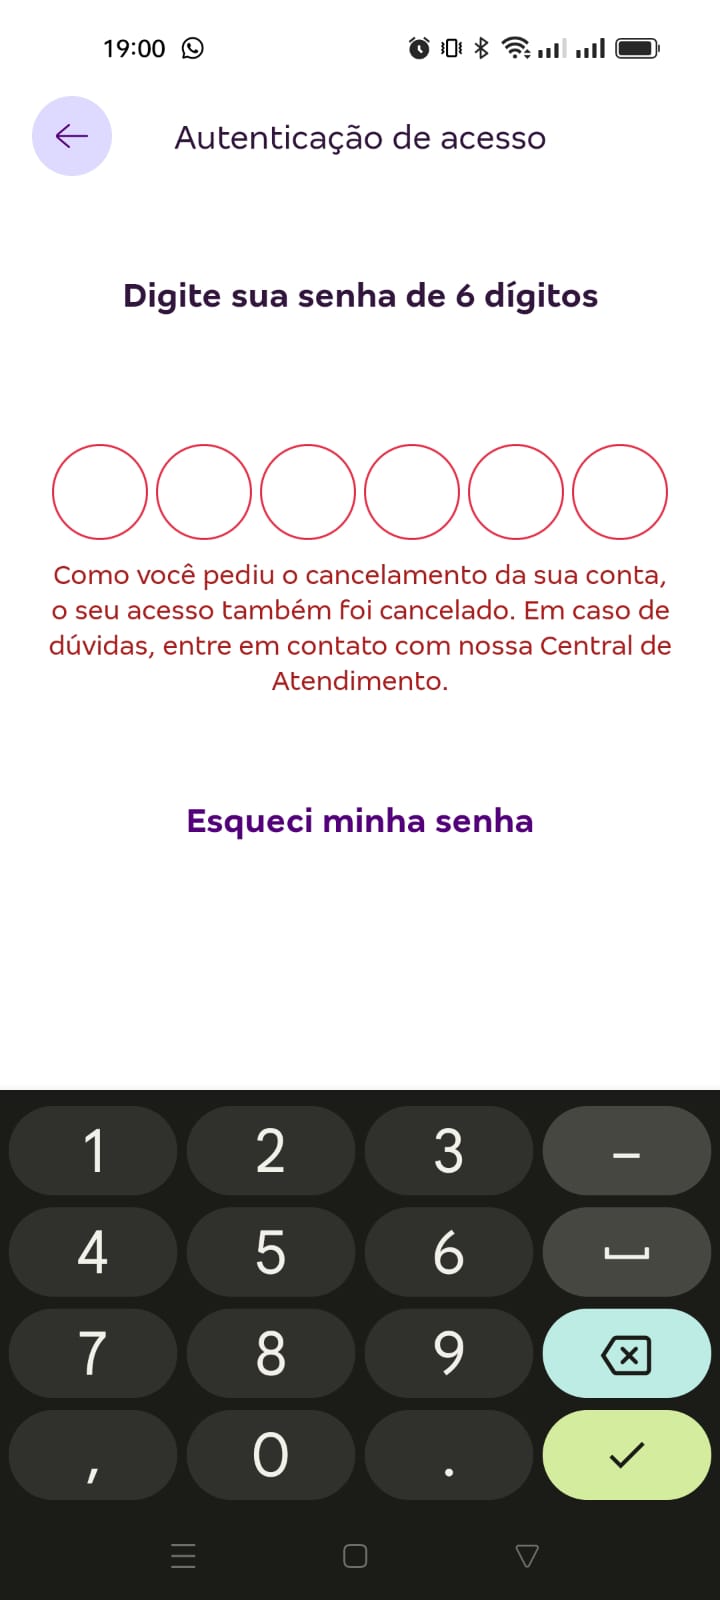 19:00
Autenticação de acesso
Digite sua senha de 6 dígitos
Como você pediu o cancelamento da sua conta,
o seu acesso também foi cancelado. Em caso de
dúvidas, entre em contato com nossa Central de
Atendimento.
Esqueci minha senha
1 2 3 –
4 5 6
7 8 9
, 0 .